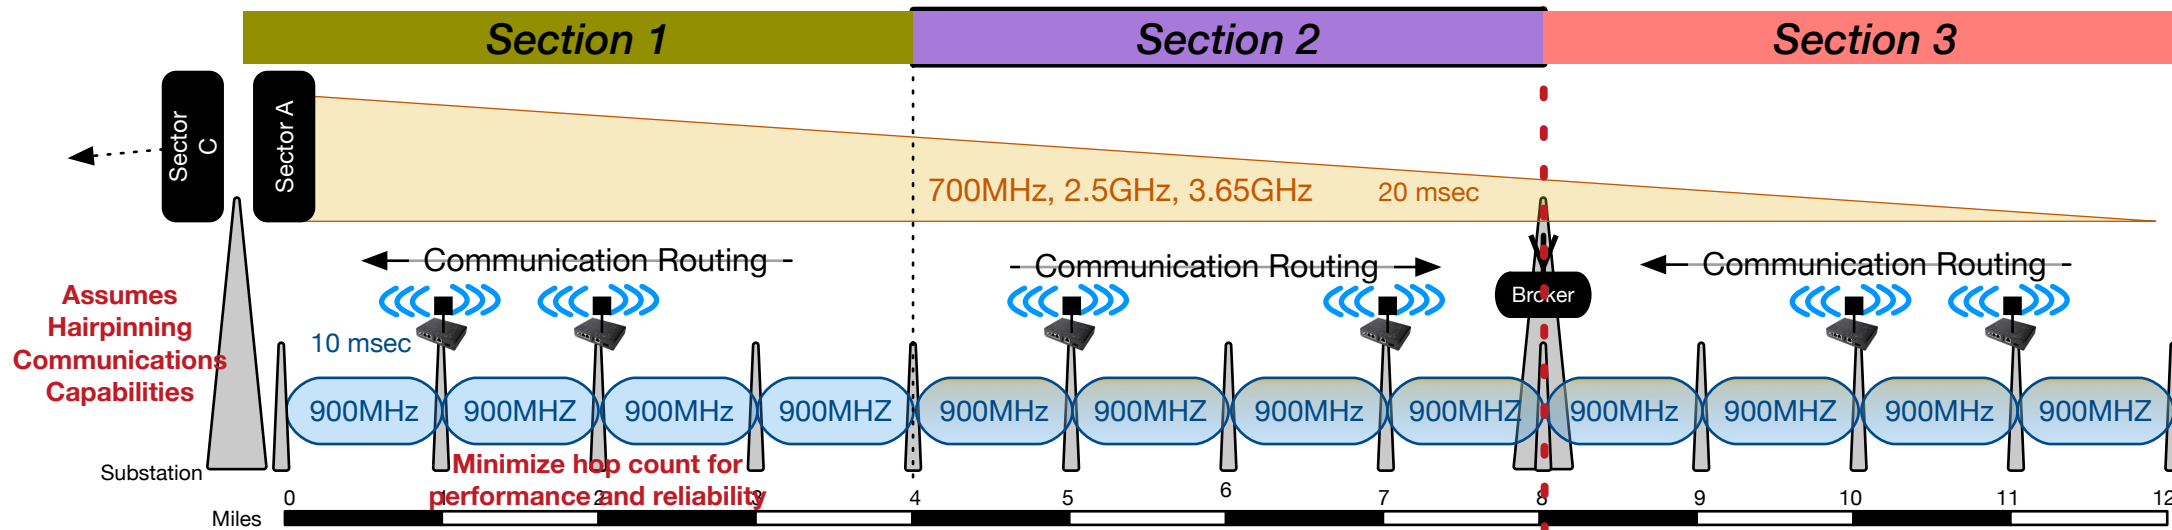 Section 1
Section 2
Section 3
Sector
C
Sector A
700MHz, 2.5GHz, 3.65GHz
20 msec
Communication Routing
Communication Routing
Communication Routing
Assumes
Hairpinning
Communications
Capabilities
Broker
10 msec
900MHz
900MHZ
900MHz
900MHZ
900MHz
900MHZ
900MHz
900MHZ
900MHz
900MHZ
900MHz
900MHZ
Substation
Minimize hop count for
performance and reliability
0 1 2 3 4 5 6 7 8 9 10 11 12
Miles